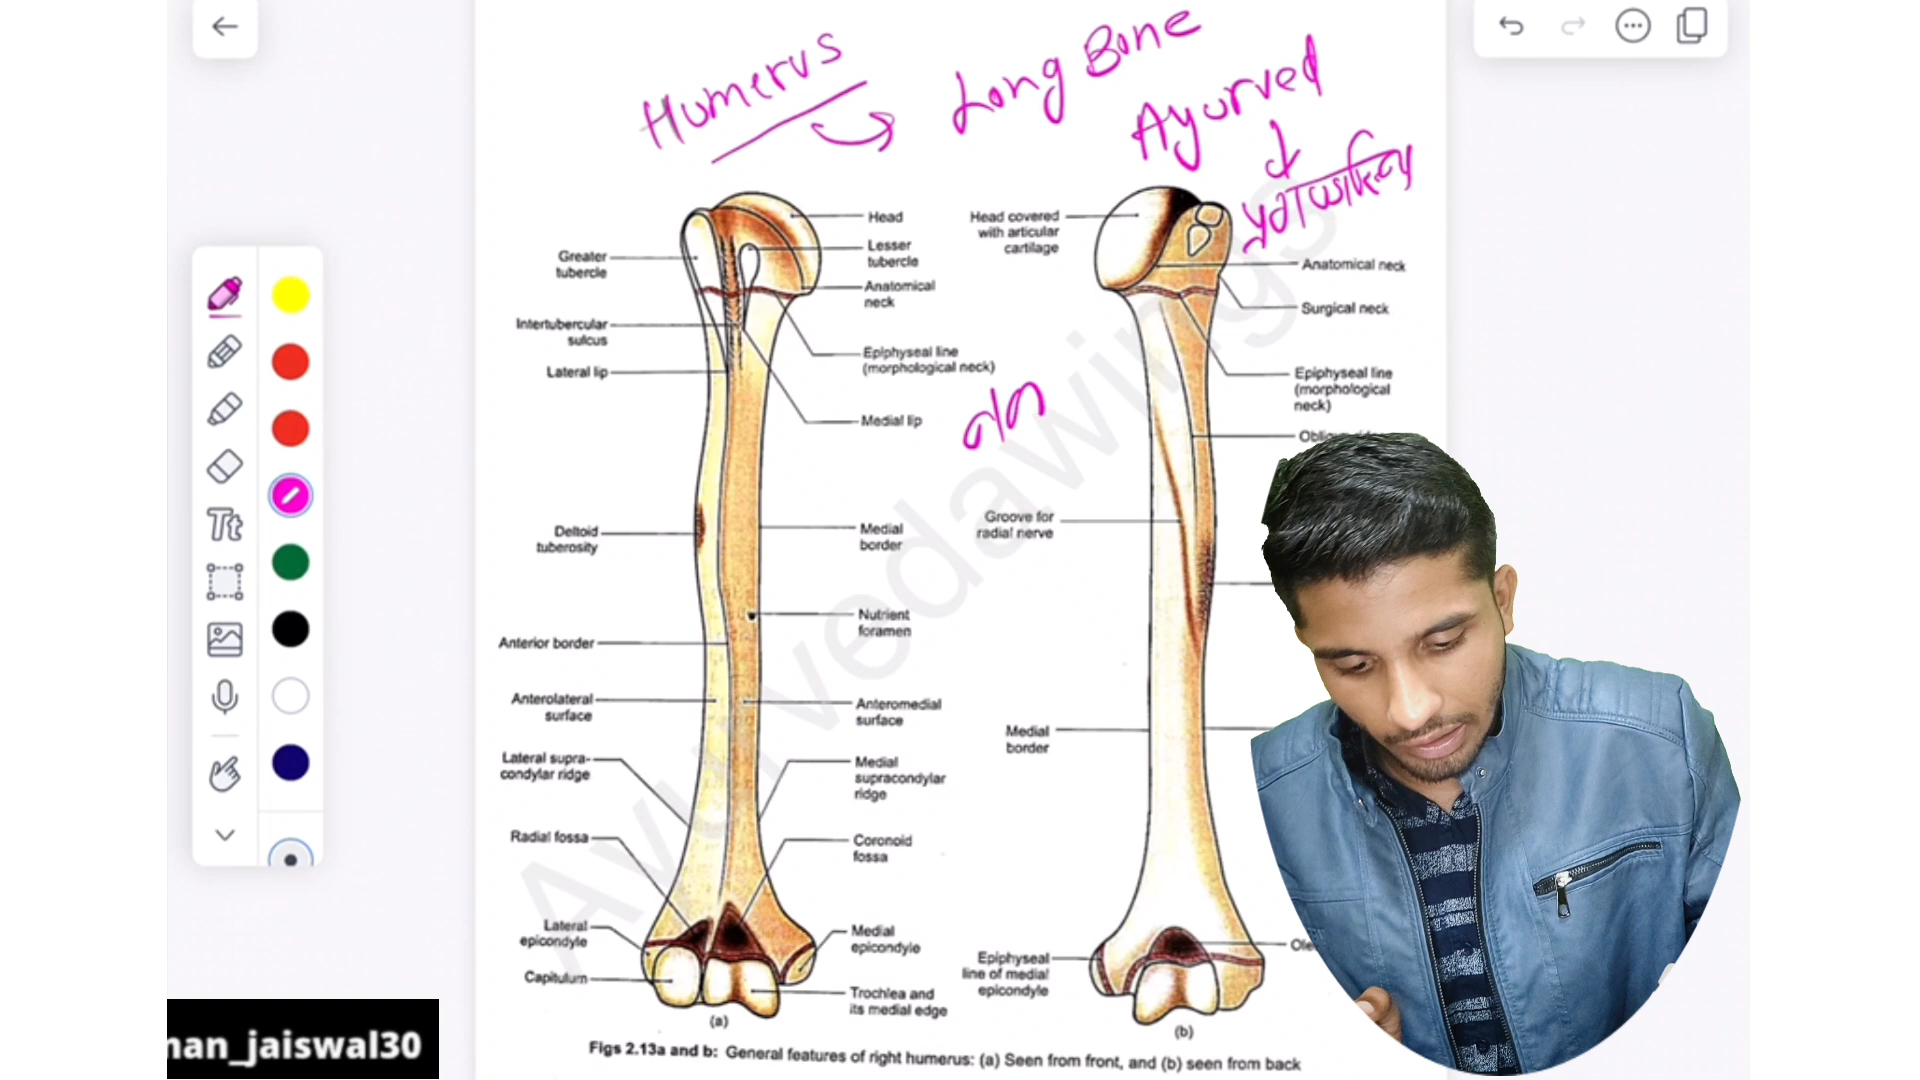 Humerus
Long Bone
Ayurved
Head
Lesser
tubercle
Anatomical
neck
Greater
tubercle
Intertubercular
sulcus
Lateral lip
Epiphyseal line
(morphological neck)
Medial lip
Deltoid
tuberosity
Medial
border
Nutrient
foramen
Anterior border
Anterolateral
surface
Anteromedial
surface
Lateral supra-
condylar ridge
Medial
supracondylar
ridge
Radial fossa
Coronoid
fossa
Lateral
epicondyle
Medial
epicondyle
Capitulum
Trochlea and
its medial edge
(a)
Head covered
with articular
cartilage
Anatomical neck
Surgical neck
Epiphyseal line
(morphological
neck)
Groove for
radial nerve
Medial
border
Epiphyseal
line of medial
epicondyle
(b)
Figs 2.13a and b: General features of right humerus: (a) Seen from front, and (b) seen from back
Ayurvedawings
Tt
man_jaiswal30